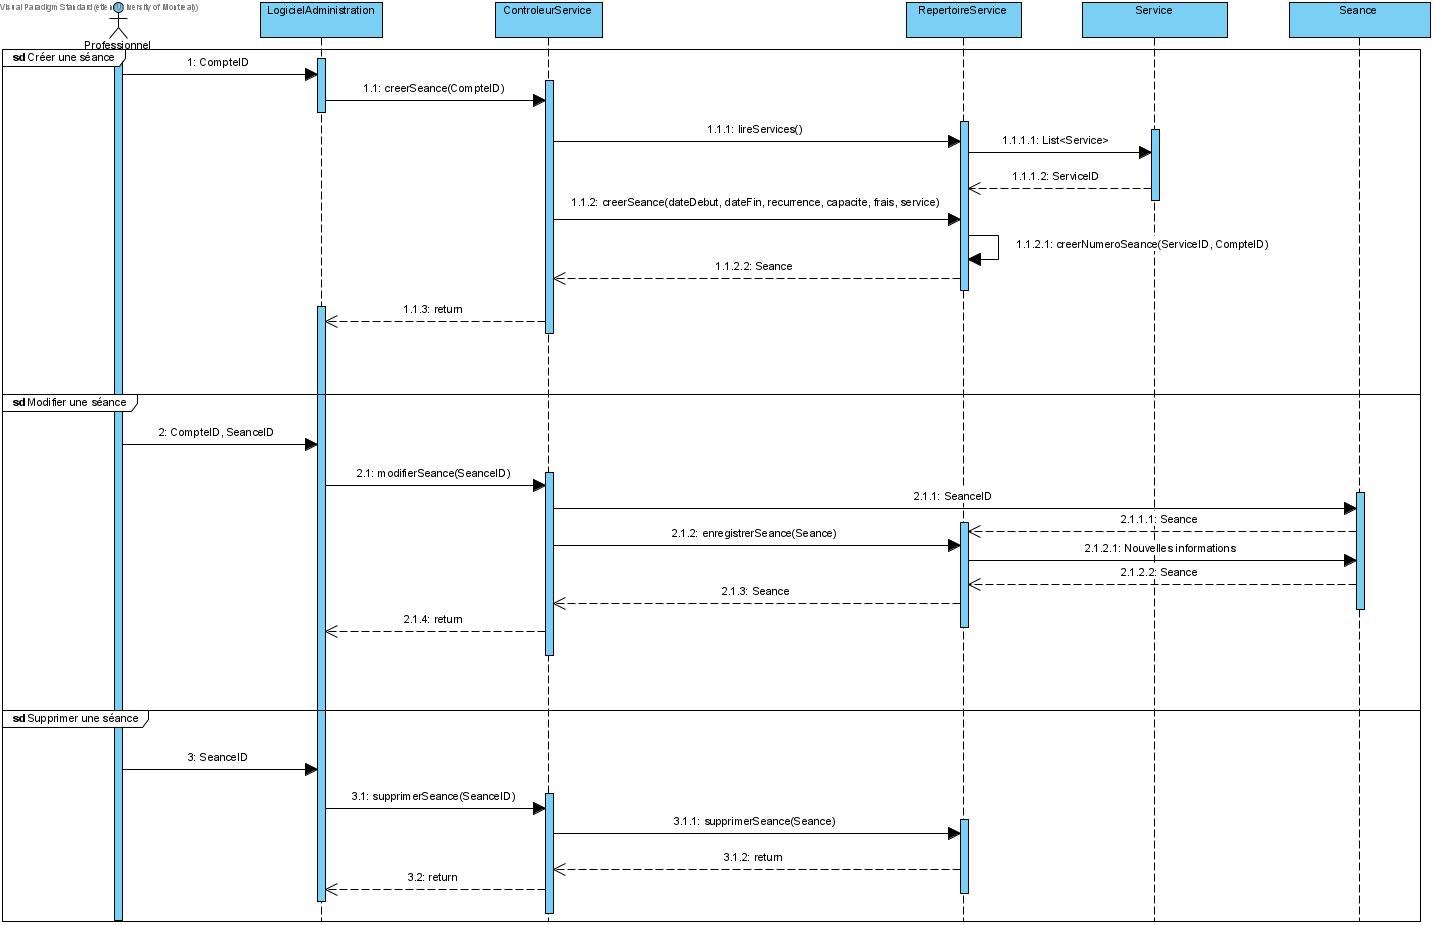 Visual Paradigm Standard(etien(University of Montreal))
LogicielAdministration
ControleurService
RepertoireService
Service
Seance
Professionnel
sd Créer une séance
1: CompteID
1.1: creerSeance(CompteID)
1.1.1: lireServices()
1.1.1.1: List<Service>
1.1.1.2: ServiceID
1.1.2: creerSeance(dateDebut, dateFin, recurrence, capacite, frais, service)
1.1.2.1: creerNumeroSeance(ServiceID, CompteID)
1.1.2.2: Seance
1.1.3: return
sd Modifier une séance
2: CompteID, SeanceID
2.1: modifierSeance(SeanceID)
2.1.1: SeanceID
2.1.1.1: Seance
2.1.2: enregistrerSeance(Seance)
2.1.2.1: Nouvelles informations
2.1.2.2: Seance
2.1.3: Seance
2.1.4: return
sd Supprimer une séance
3: SeanceID
3.1: supprimerSeance(SeanceID)
3.1.1: supprimerSeance(Seance)
3.1.2: return
3.2: return